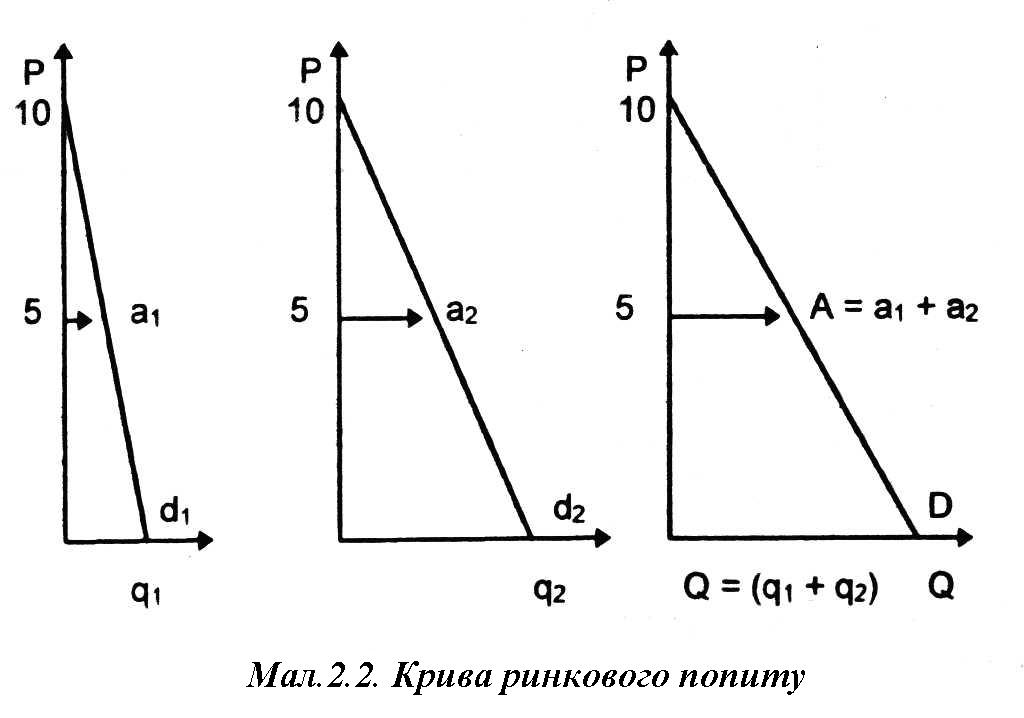 P P P
10 10 10
5 a₁ 5 a₂ 5 A = a₁ + a₂
d₁ d₂ D
q₁ q₂ Q = (q₁ + q₂) Q
Мал.2.2. Крива ринкового попиту